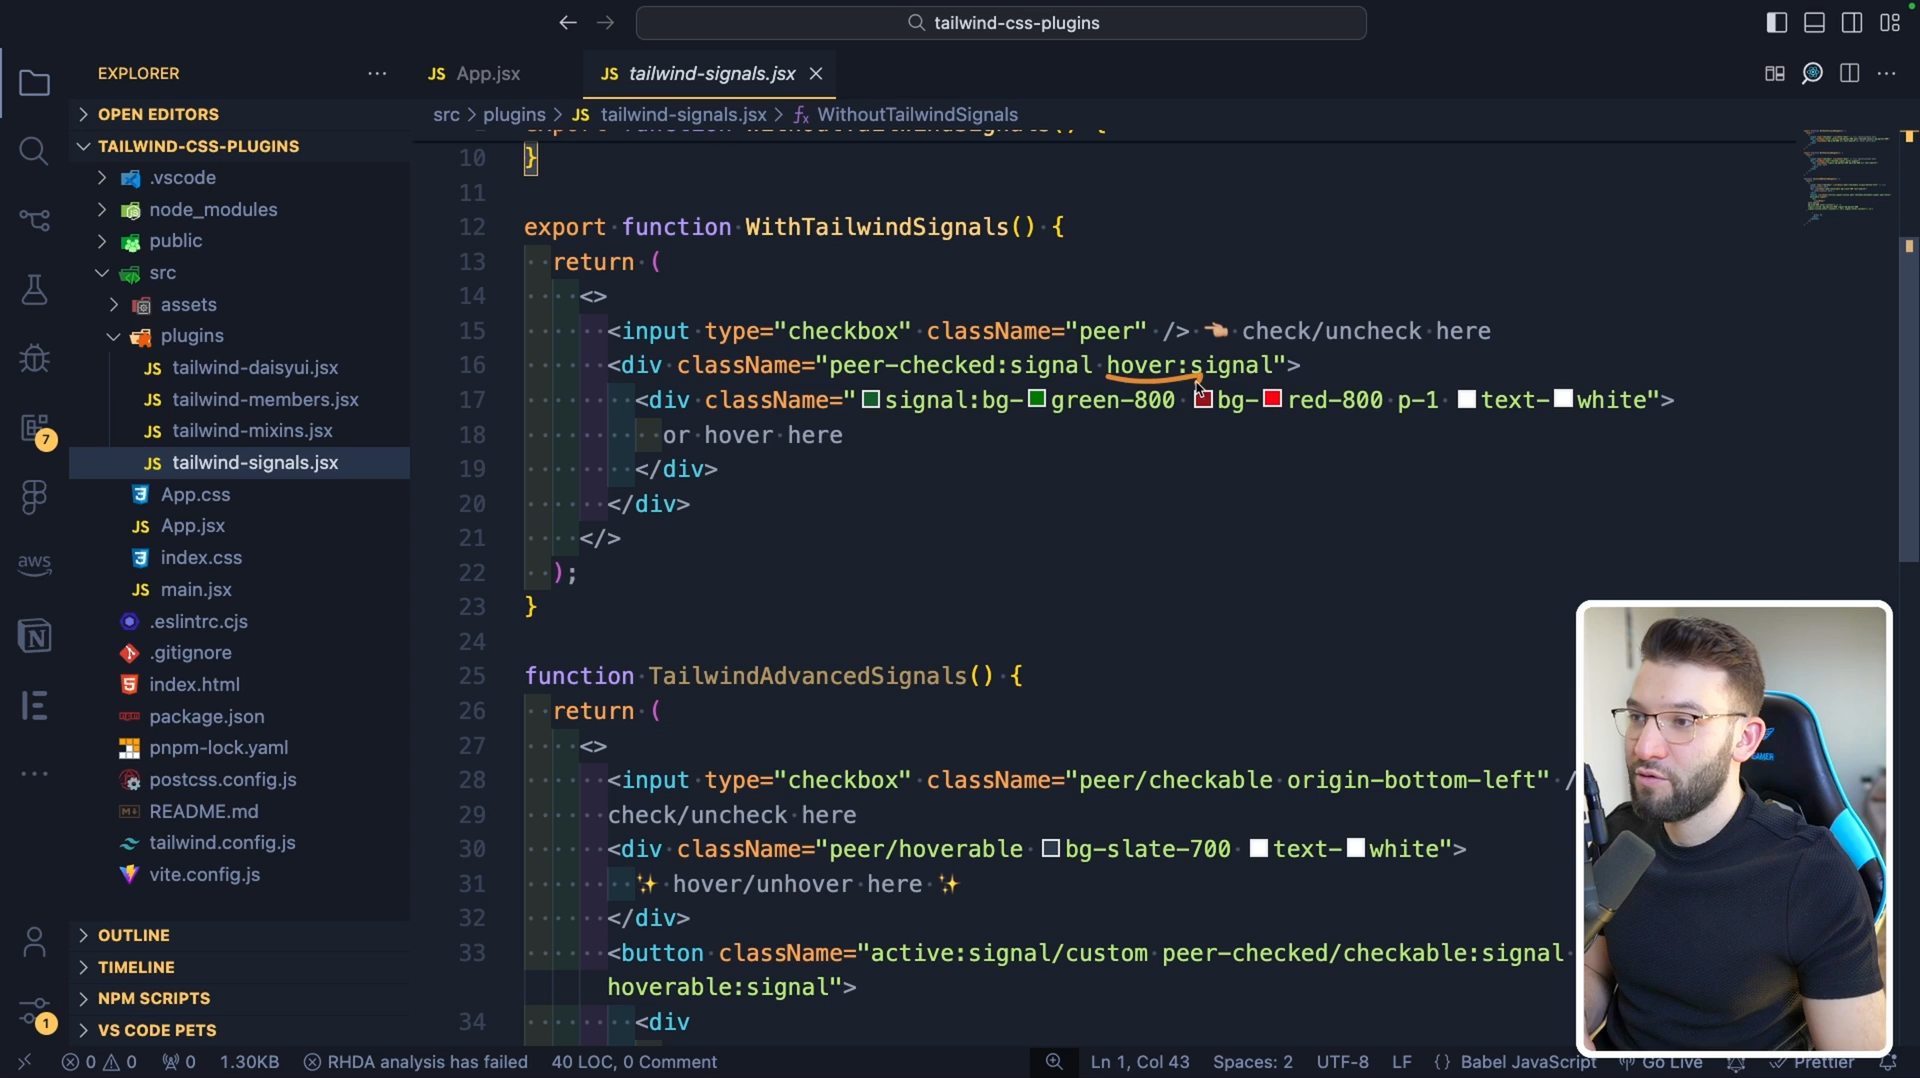 tailwind-css-plugins
EXPLORER
JS App.jsx
JS tailwind-signals.jsx
OPEN EDITORS
src > plugins > JS tailwind-signals.jsx > WithoutTailwindSignals
TAILWIND-CSS-PLUGINS
.vscode
node_modules
public
src
assets
plugins
JS tailwind-daisyui.jsx
JS tailwind-members.jsx
JS tailwind-mixins.jsx
JS tailwind-signals.jsx
App.css
JS App.jsx
index.css
JS main.jsx
.eslintrc.cjs
.gitignore
index.html
package.json
pnpm-lock.yaml
postcss.config.js
README.md
tailwind.config.js
vite.config.js
OUTLINE
TIMELINE
NPM SCRIPTS
VS CODE PETS
7
aws
1
10 }
11
12 export function WithTailwindSignals() {
13 return (
14 <>
15 <input type="checkbox" className="peer" /> 👈🏼 check/uncheck here
16 <div className="peer-checked:signal hover:signal">
17 <div className="signal:bg-green-800 bg-red-800 p-1 text-white">
18 or hover here
19 </div>
20 </div>
21 </>
22 );
23 }
24
25 function TailwindAdvancedSignals() {
26 return (
27 <>
28 <input type="checkbox" className="peer/checkable origin-bottom-left" /
29 check/uncheck here
30 <div className="peer/hoverable bg-slate-700 text-white">
31 ✨ hover/unhover here ✨
32 </div>
33 <button className="active:signal/custom peer-checked/checkable:signal
hoverable:signal">
34 <div
0 0 0 1.30KB RHDA analysis has failed 40 LOC, 0 Comment Ln 1, Col 43 Spaces: 2 UTF-8 LF {} Babel JavaScript Go Live Prettier